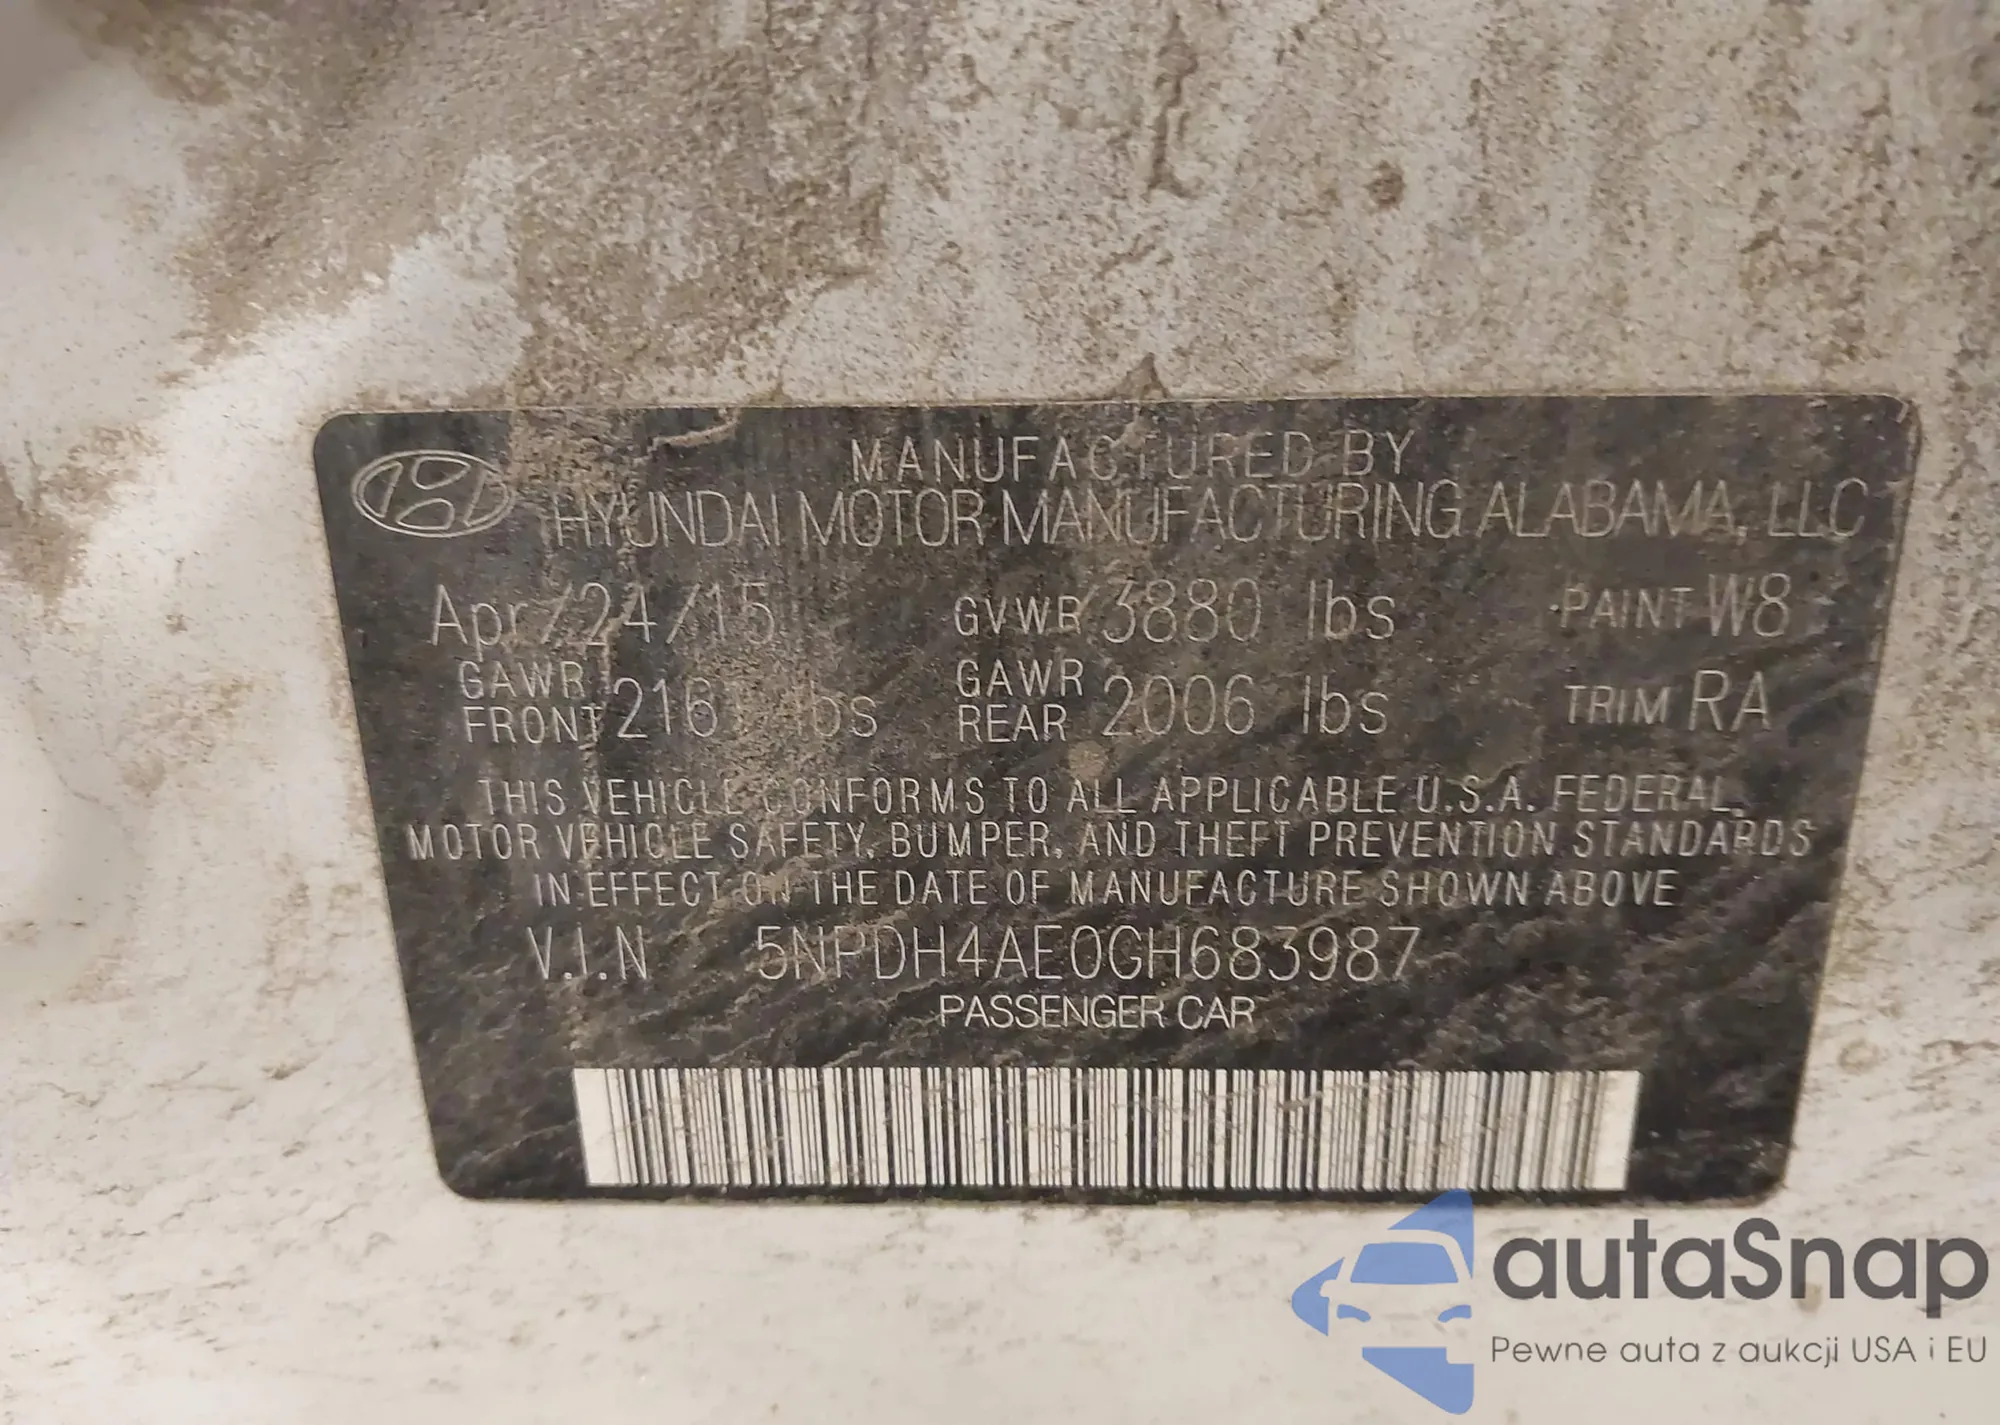 MANUFACTURED BY
HYUNDAI MOTOR MANUFACTURING ALABAMA, LLC
Apr/24/15 GVWR 3880 lbs PAINT W8
GAWR FRONT lbs GAWR REAR 2006 lbs TRIM RA
THIS VEHICLE CONFORMS TO ALL APPLICABLE U.S.A. FEDERAL
MOTOR VEHICLE SAFETY, BUMPER, AND THEFT PREVENTION STANDARDS
IN EFFECT ON THE DATE OF MANUFACTURE SHOWN ABOVE
V.I.N 5NPDH4AE0GH683987
PASSENGER CAR
autaSnap
Pewne auta z aukcji USA i EU